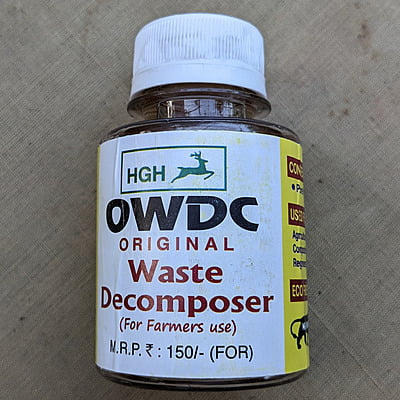 HGH
OWDC
ORIGINAL
Waste
Decomposer
(For Farmers use)
M.R.P. ₹ : 150/- (FOR)